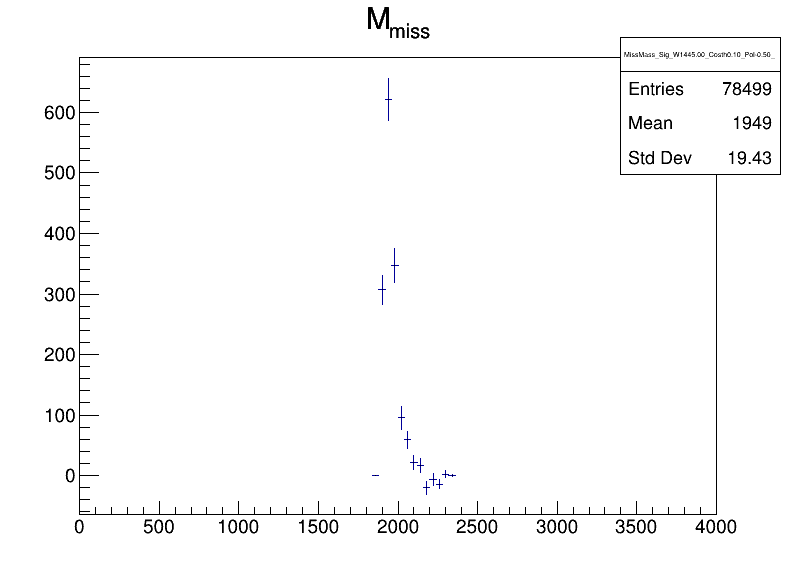 M_miss
MissMass_Sig_W1445.00_Costh0.10_Pol-0.50_
Entries 78499
Mean 1949
Std Dev 19.43
600
500
400
300
200
100
0
0 500 1000 1500 2000 2500 3000 3500 4000